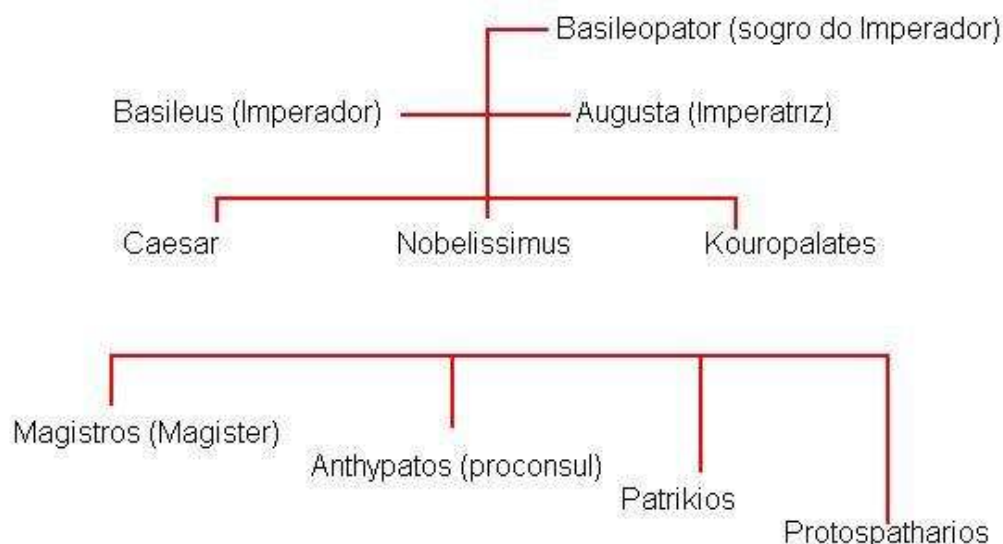 Basileopator (sogro do Imperador)
Basileus (Imperador)
Augusta (Imperatriz)
Caesar
Nobelissimus
Kouropalates
Magistros (Magister)
Anthypatos (proconsul)
Patrikios
Protospatharios